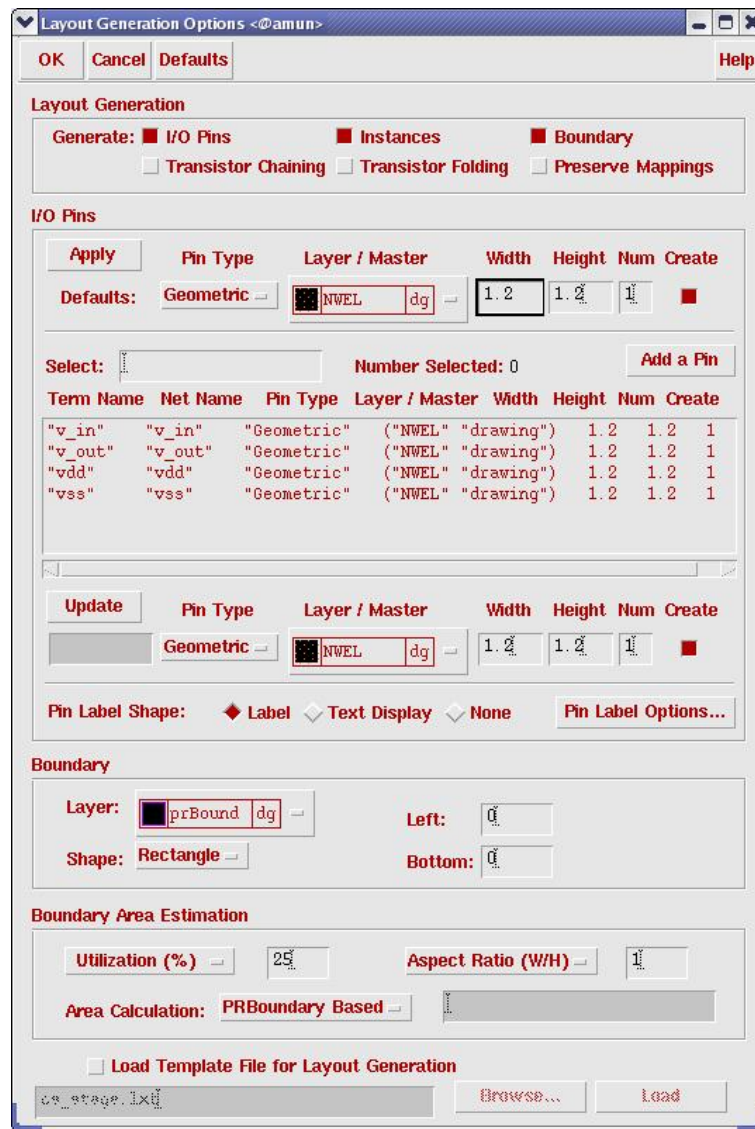 Layout Generation Options <@amun>
OK Cancel Defaults Help
Layout Generation
Generate: I/O Pins Instances Boundary
Transistor Chaining Transistor Folding Preserve Mappings
I/O Pins
Apply Pin Type Layer / Master Width Height Num Create
Defaults: Geometric NWEL dg 1.2 1.2 1
Select: Number Selected: 0 Add a Pin
Term Name Net Name Pin Type Layer / Master Width Height Num Create
"v_in" "v_in" "Geometric" ("NWEL" "drawing") 1.2 1.2 1
"v_out" "v_out" "Geometric" ("NWEL" "drawing") 1.2 1.2 1
"vdd" "vdd" "Geometric" ("NWEL" "drawing") 1.2 1.2 1
"vss" "vss" "Geometric" ("NWEL" "drawing") 1.2 1.2 1
Update Pin Type Layer / Master Width Height Num Create
Geometric NWEL dg 1.2 1.2 1
Pin Label Shape: Label Text Display None Pin Label Options...
Boundary
Layer: prBound dg Left: 0
Shape: Rectangle Bottom: 0
Boundary Area Estimation
Utilization (%) 25 Aspect Ratio (W/H) 1
Area Calculation: PRBoundary Based
Load Template File for Layout Generation
cs_stage.lxt Browse... Load